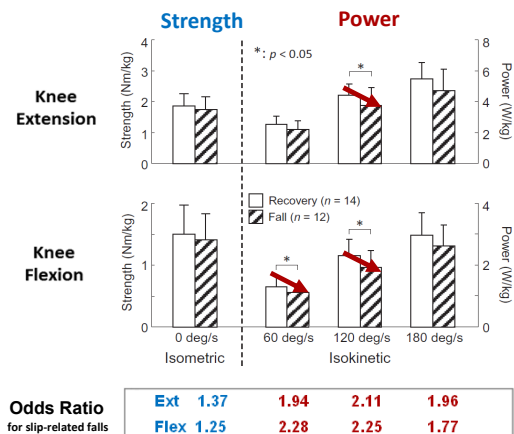 Strength Power
*: p < 0.05
Knee
Extension
Strength (Nm/kg)
4
3
2
1
0
*
8
6
4
2
0
Power (W/kg)
Recovery (n = 14)
Fall (n = 12)
Knee
Flexion
Strength (Nm/kg)
2
1
0
*
*
4
2
0
Power (W/kg)
0 deg/s 60 deg/s 120 deg/s 180 deg/s
Isometric Isokinetic
Odds Ratio
for slip-related falls
Ext 1.37 1.94 2.11 1.96
Flex 1.25 2.28 2.25 1.77